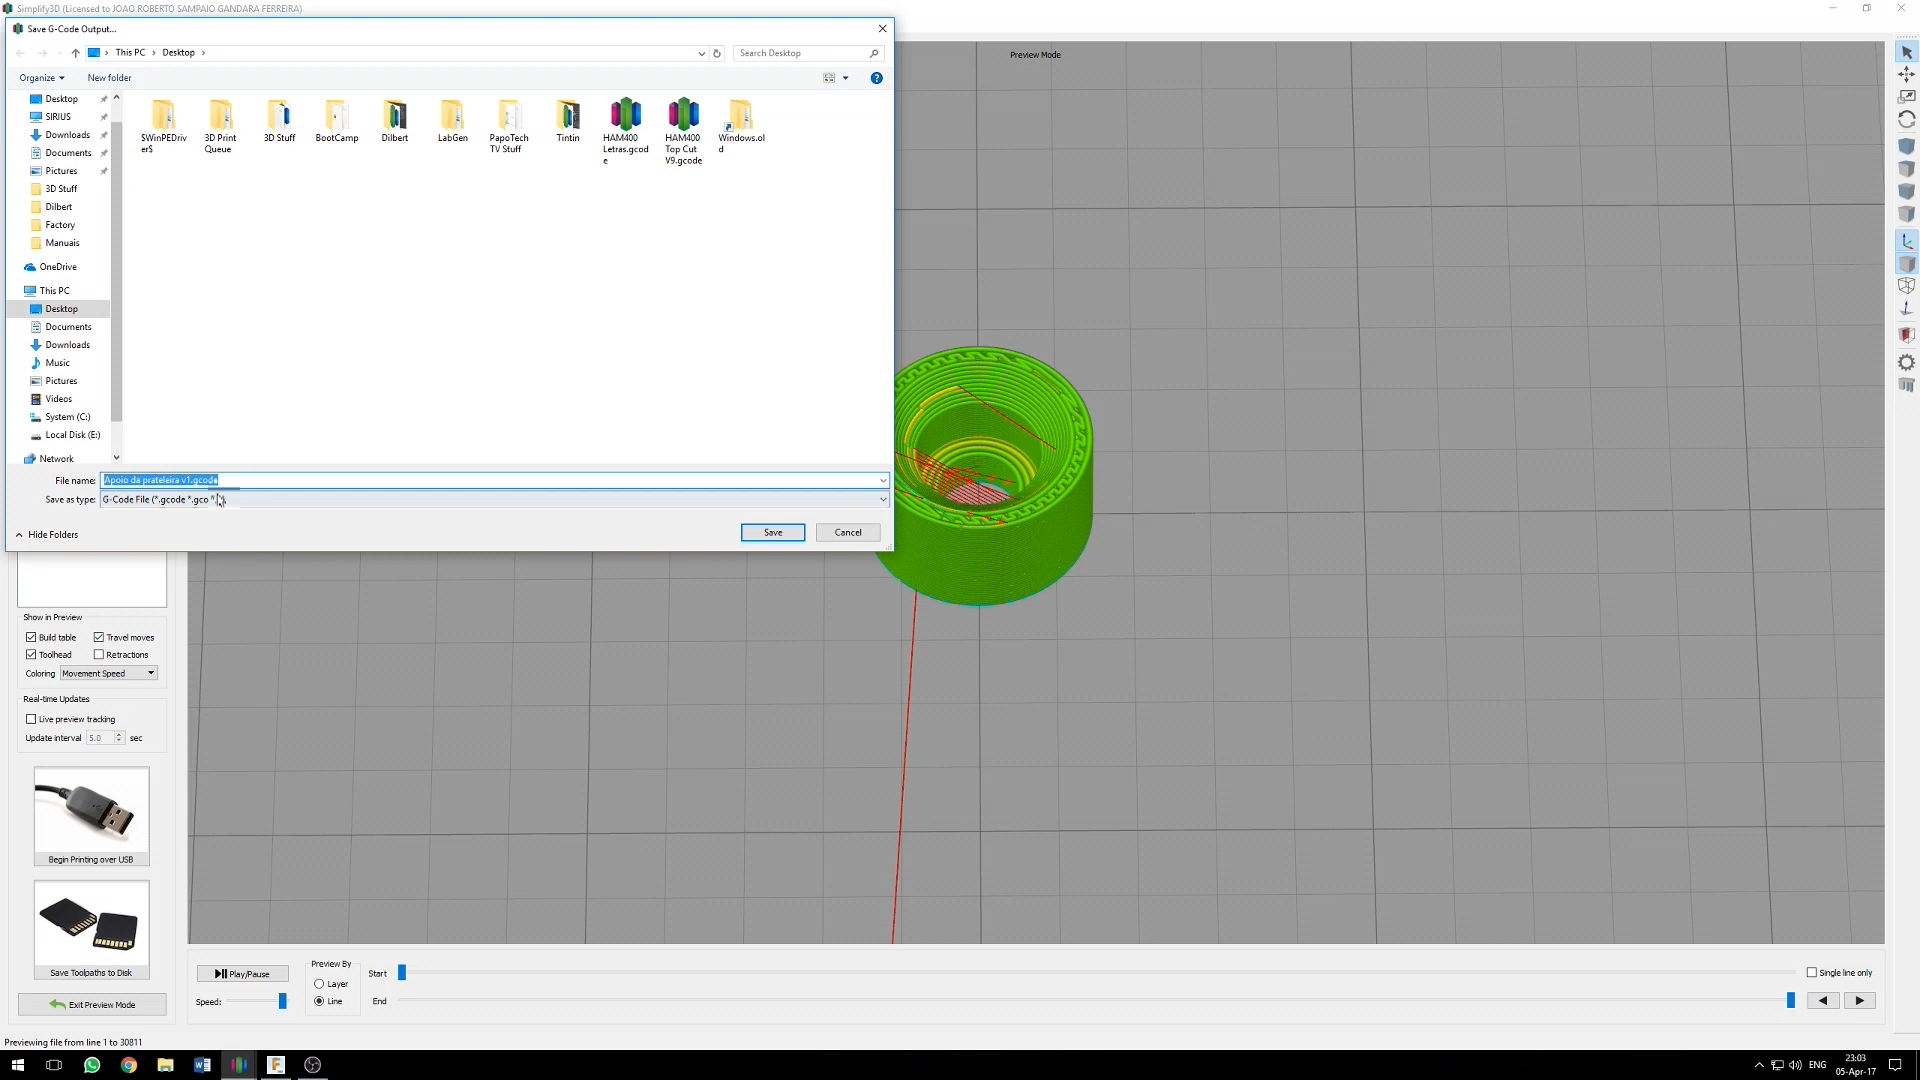 Simplify3D (Licensed to JOAO ROBERTO SAMPAIO GANDARA FERREIRA)
Save G-Code Output...
This PC
Desktop
Search Desktop
Organize
New folder
Preview Mode
Desktop
SIRIUS
Downloads
Documents
Pictures
3D Stuff
Dilbert
Factory
Manuais
OneDrive
This PC
Desktop
Documents
Downloads
Music
Pictures
Videos
System (C:)
Local Disk (E:)
Network
$WinPEDriv
er$
3D Print
Queue
3D Stuff
BootCamp
Dilbert
LabGen
PapoTech
TV Stuff
Tintin
HAM400
Letras.gcod
e
HAM400
Top Cut
V9.gcode
Windows.ol
d
File name:
Apoio da prateleira v1.gcode
Save as type:
G-Code File (*.gcode *.gco
Hide Folders
Save
Cancel
Show in Preview
Build table
Travel moves
Toolhead
Retractions
Coloring
Movement Speed
Real-time Updates
Live preview tracking
Update interval
5.0
sec
Begin Printing over USB
Save Toolpaths to Disk
Exit Preview Mode
Play/Pause
Speed:
Preview By
Layer
Line
Start
End
Single line only
Previewing file from line 1 to 30811
ENG
23:03
05-Apr-17